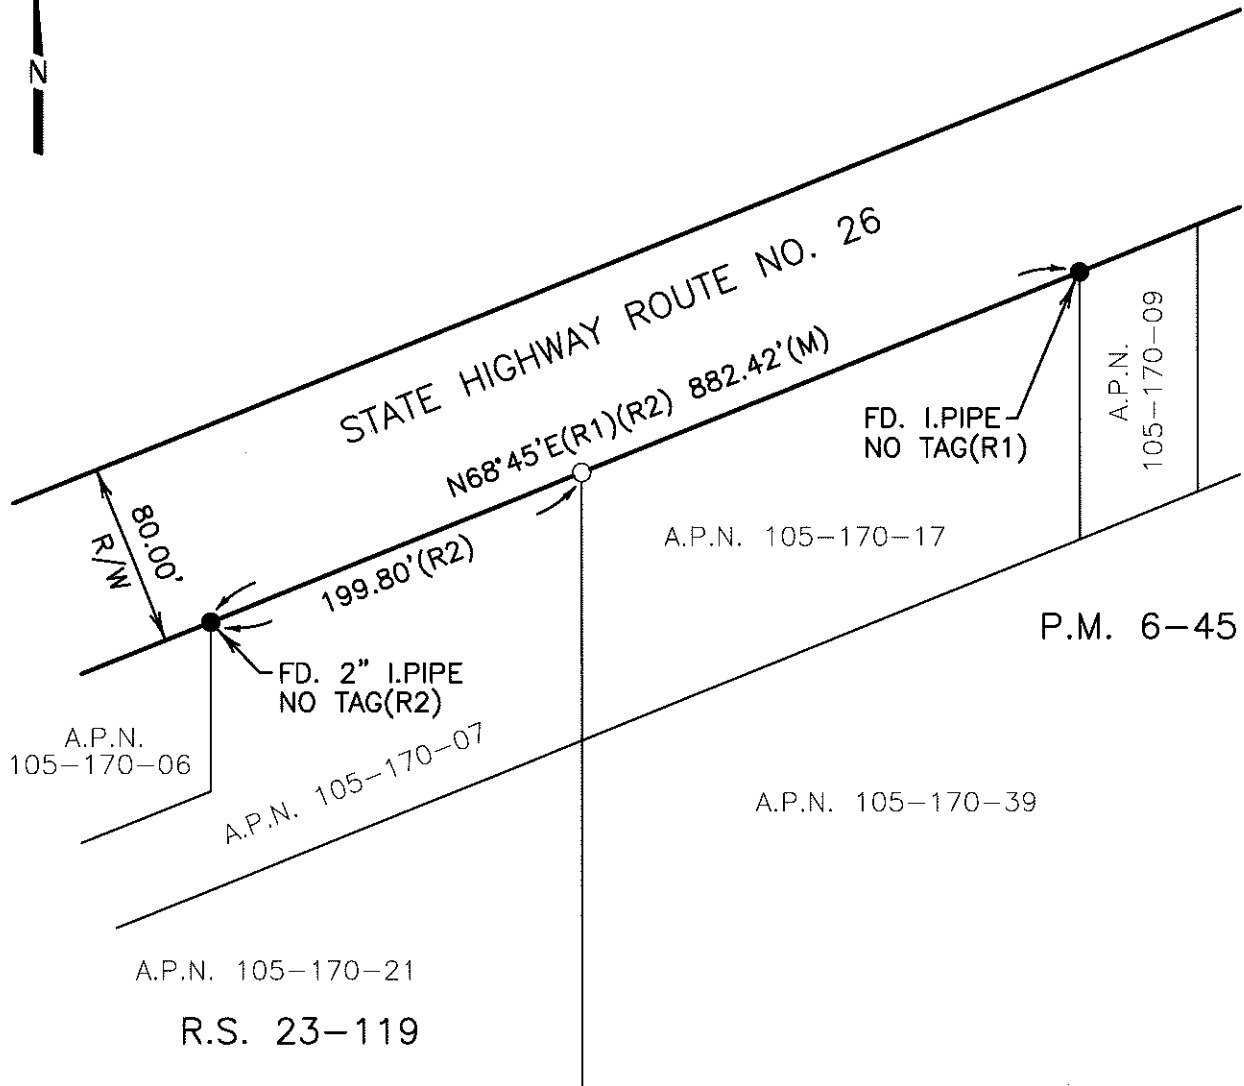 N
STATE HIGHWAY ROUTE NO. 26
N68°45'E(R1)(R2) 882.42'(M)
199.80'(R2)
80.00'
R/W
FD. I.PIPE
NO TAG(R1)
A.P.N.
105-170-09
A.P.N. 105-170-17
P.M. 6-45
FD. 2" I.PIPE
NO TAG(R2)
A.P.N.
105-170-06
A.P.N. 105-170-07
A.P.N. 105-170-39
A.P.N. 105-170-21
R.S. 23-119